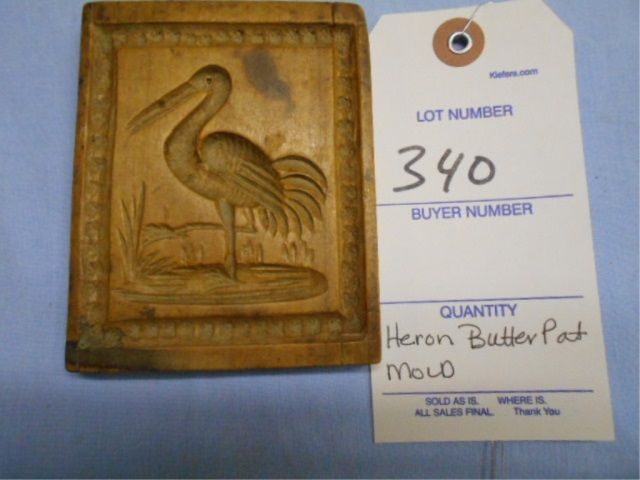 Kiefers.com
LOT NUMBER
340
BUYER NUMBER
QUANTITY
Heron Butter Pat
Mold
SOLD AS IS. WHERE IS.
ALL SALES FINAL. Thank You